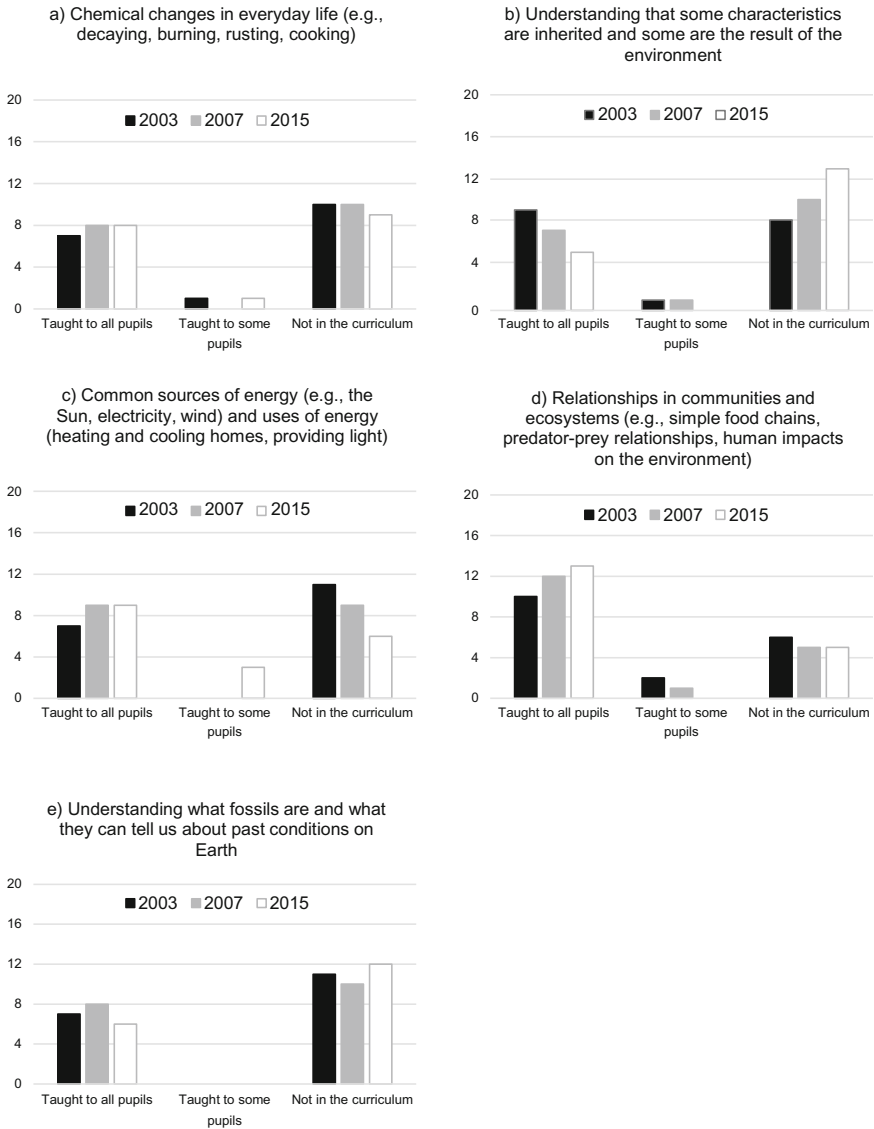 a) Chemical changes in everyday life (e.g.,
decaying, burning, rusting, cooking)
20
16
12
8
4
0
2003 2007 2015
Taught to all pupils
Taught to some
pupils
Not in the curriculum
b) Understanding that some characteristics
are inherited and some are the result of the
environment
20
16
12
8
4
0
2003 2007 2015
Taught to all pupils
Taught to some
pupils
Not in the curriculum
c) Common sources of energy (e.g., the
Sun, electricity, wind) and uses of energy
(heating and cooling homes, providing light)
20
16
12
8
4
0
2003 2007 2015
Taught to all pupils
Taught to some
pupils
Not in the curriculum
d) Relationships in communities and
ecosystems (e.g., simple food chains,
predator-prey relationships, human impacts
on the environment)
20
16
12
8
4
0
2003 2007 2015
Taught to all pupils
Taught to some
pupils
Not in the curriculum
e) Understanding what fossils are and what
they can tell us about past conditions on
Earth
20
16
12
8
4
0
2003 2007 2015
Taught to all pupils
Taught to some
pupils
Not in the curriculum